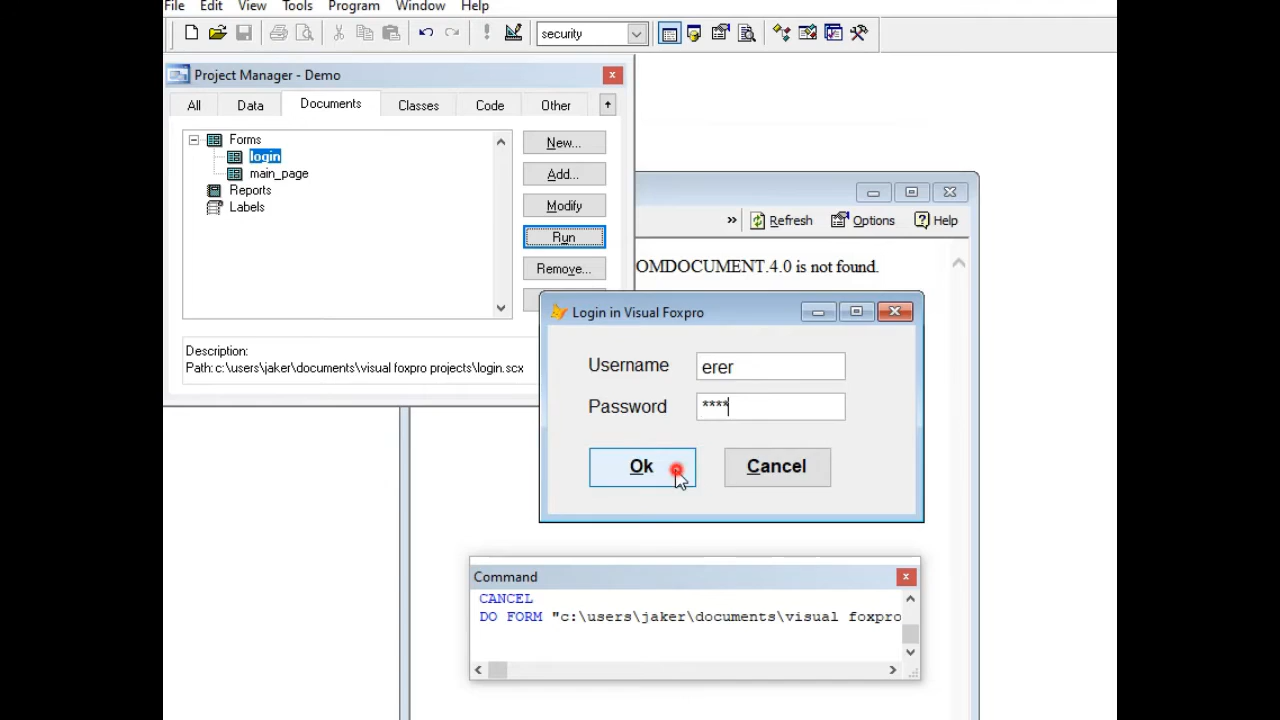 File Edit View Tools Program Window Help
security
Project Manager - Demo
All Data Documents Classes Code Other
Forms
login
main_page
Reports
Labels
New...
Add...
Modify
Run
Remove...
Description:
Path: c:\users\jaker\documents\visual foxpro projects\login.scx
» Refresh Options Help
OMDOCUMENT.4.0 is not found.
Login in Visual Foxpro
Username erer
Password ****
Ok Cancel
Command
CANCEL
DO FORM "c:\users\jaker\documents\visual foxpro